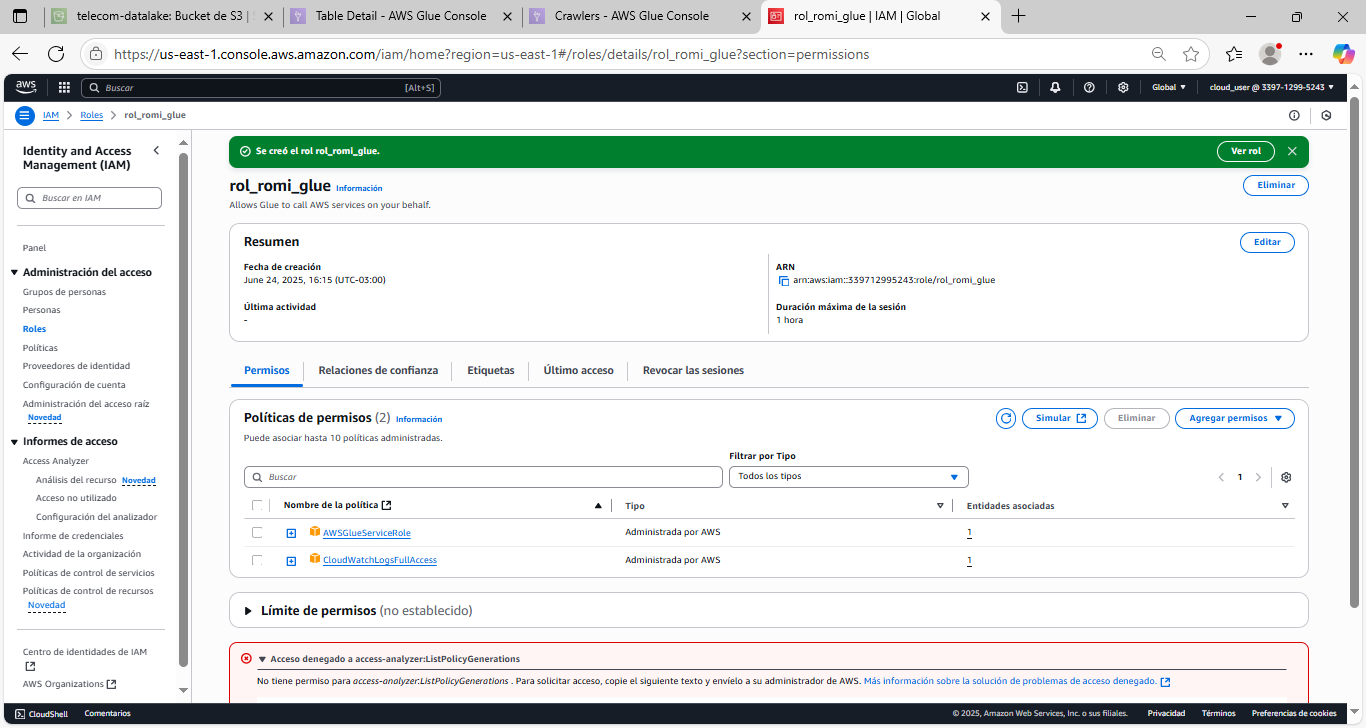 telecom-datalake: Bucket de S3 | S
Table Detail - AWS Glue Console
Crawlers - AWS Glue Console
rol_romi_glue | IAM | Global
https://us-east-1.console.aws.amazon.com/iam/home?region=us-east-1#/roles/details/rol_romi_glue?section=permissions
aws
Buscar
[Alt+S]
Global
cloud_user @ 3397-1299-5243
IAM
Roles
rol_romi_glue
Identity and Access
Management (IAM)
Buscar en IAM
Panel
Administración del acceso
Grupos de personas
Personas
Roles
Políticas
Proveedores de identidad
Configuración de cuenta
Administración del acceso raíz
Novedad
Informes de acceso
Access Analyzer
Análisis del recurso Novedad
Acceso no utilizado
Configuración del analizador
Informe de credenciales
Actividad de la organización
Políticas de control de servicios
Políticas de control de recursos
Novedad
Centro de identidades de IAM
AWS Organizations
Se creó el rol rol_romi_glue.
Ver rol
rol_romi_glue Información
Eliminar
Allows Glue to call AWS services on your behalf.
Resumen
Editar
Fecha de creación
June 24, 2025, 16:15 (UTC-03:00)
Última actividad
-
ARN
arn:aws:iam::339712995243:role/rol_romi_glue
Duración máxima de la sesión
1 hora
Permisos
Relaciones de confianza
Etiquetas
Último acceso
Revocar las sesiones
Políticas de permisos (2) Información
Simular
Eliminar
Agregar permisos
Puede asociar hasta 10 políticas administradas.
Filtrar por Tipo
Buscar
Todos los tipos
1
Nombre de la política
Tipo
Entidades asociadas
AWSGlueServiceRole
Administrada por AWS
1
CloudWatchLogsFullAccess
Administrada por AWS
1
Límite de permisos (no establecido)
Acceso denegado a access-analyzer:ListPolicyGenerations
No tiene permiso para access-analyzer:ListPolicyGenerations . Para solicitar acceso, copie el siguiente texto y envíelo a su administrador de AWS. Más información sobre la solución de problemas de acceso denegado.
CloudShell
Comentarios
© 2025, Amazon Web Services, Inc. o sus filiales.
Privacidad
Términos
Preferencias de cookies